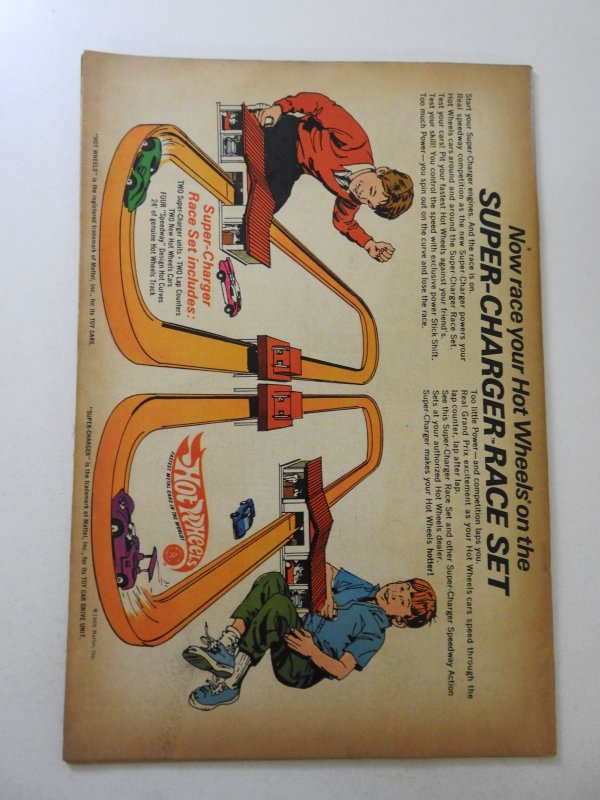 Now race your Hot Wheels® on the
SUPER-CHARGER RACE SET
Start your Super-Charger engines. And the race is on.
Real speedway competition as the new Super-Charger powers your
Hot Wheels cars around and around the Super-Charger Race Set.
Test your cars! Pit your fastest Hot Wheels against your friend's.
Test your skill! You control the speed with exclusive power Stick Shift.
Too much Power—you spin out on the curve and lose the race.
Too little Power—and competition laps you.
Real Grand Prix excitement as your Hot Wheels cars speed through the
lap counter, lap after lap.
See this Super-Charger Race Set and other Super-Charger Speedway Action
Sets at your authorized Hot Wheels dealer.
Super-Charger makes your Hot Wheels hotter!
Super-Charger
Race Set includes:
TWO Super-Charger units • TWO Lap Counters
TWO New Hot Wheels Cars
FOUR "Speedway" Design Hot Curves
24' of genuine Hot Wheels Track
Hot Wheels
FASTEST METAL CARS IN THE WORLD!
"HOT WHEELS" is the registered trademark of Mattel, Inc., for its TOY CARS.
"SUPER-CHARGER" is the trademark of Mattel, Inc., for its TOY CAR DRIVE UNIT.
©1969 Mattel, Inc.